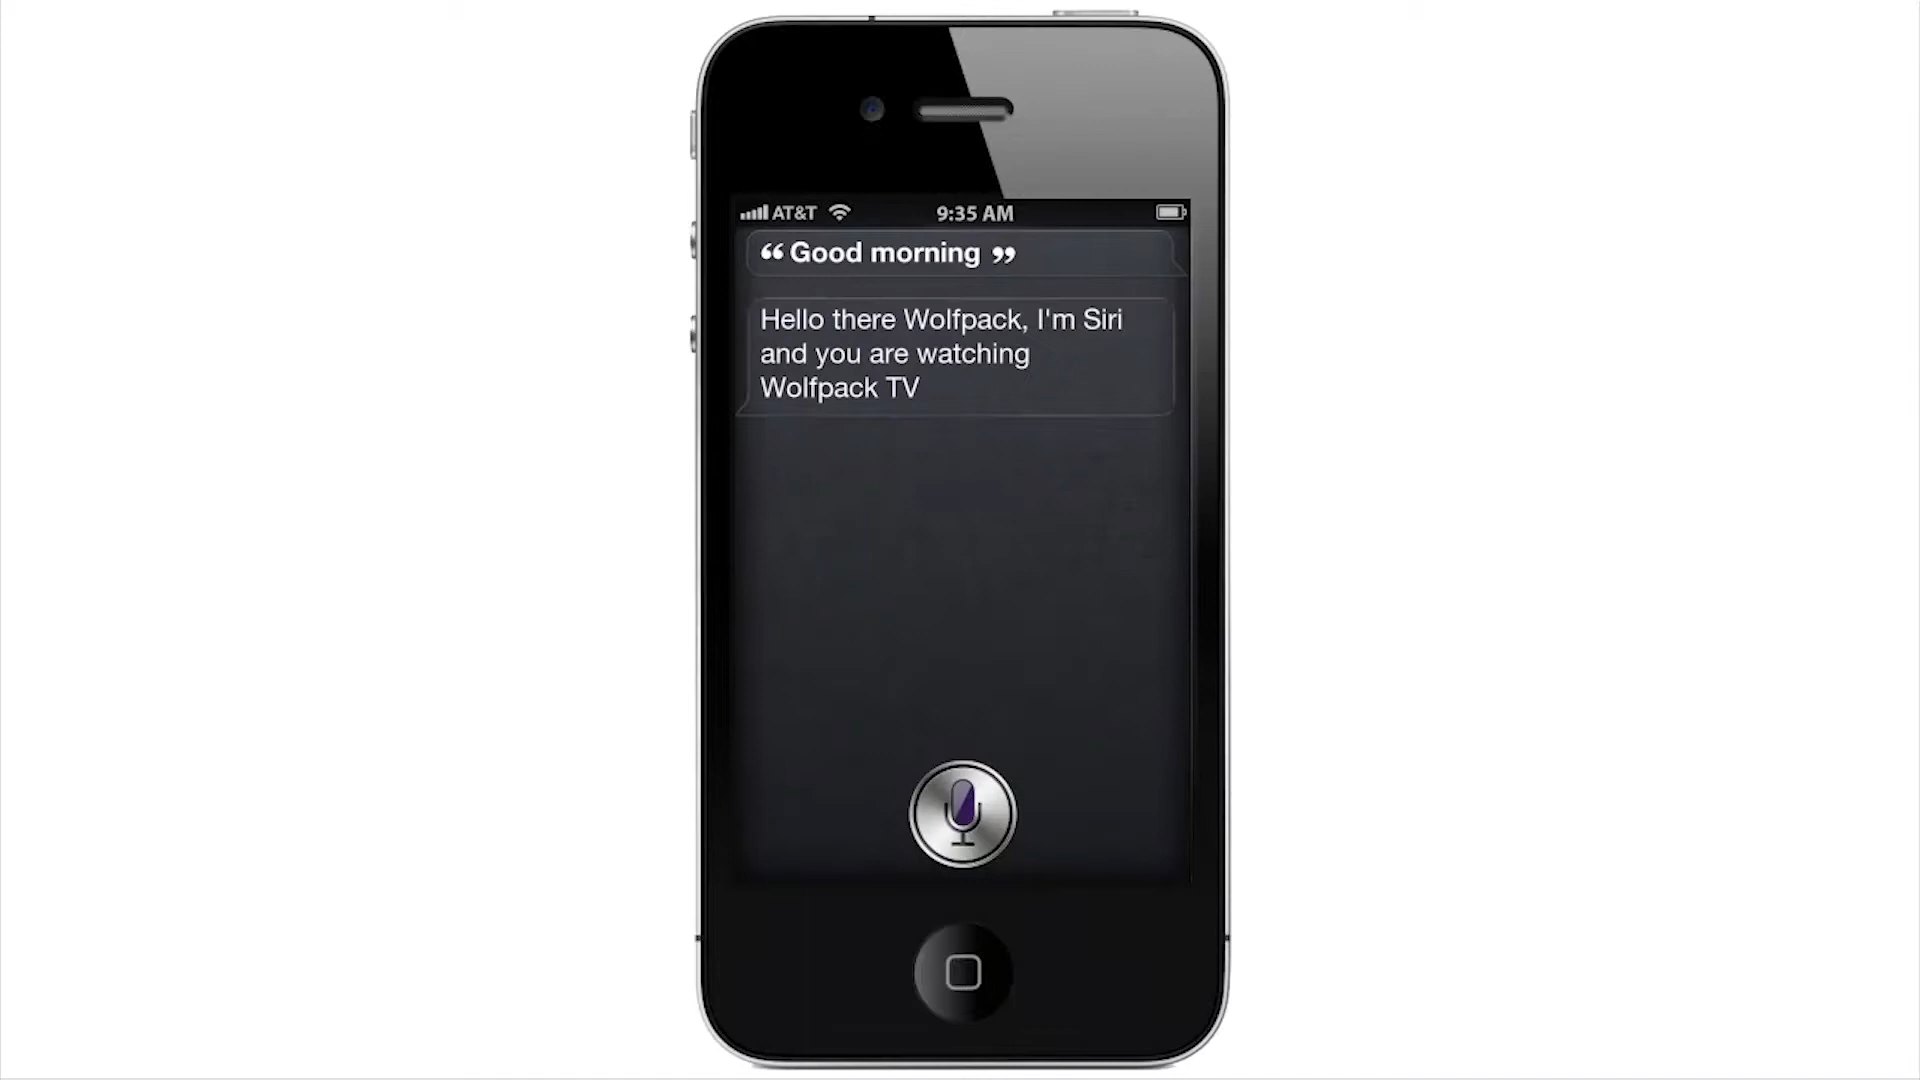 AT&T 9:35 AM
“ Good morning ”
Hello there Wolfpack, I'm Siri
and you are watching
Wolfpack TV